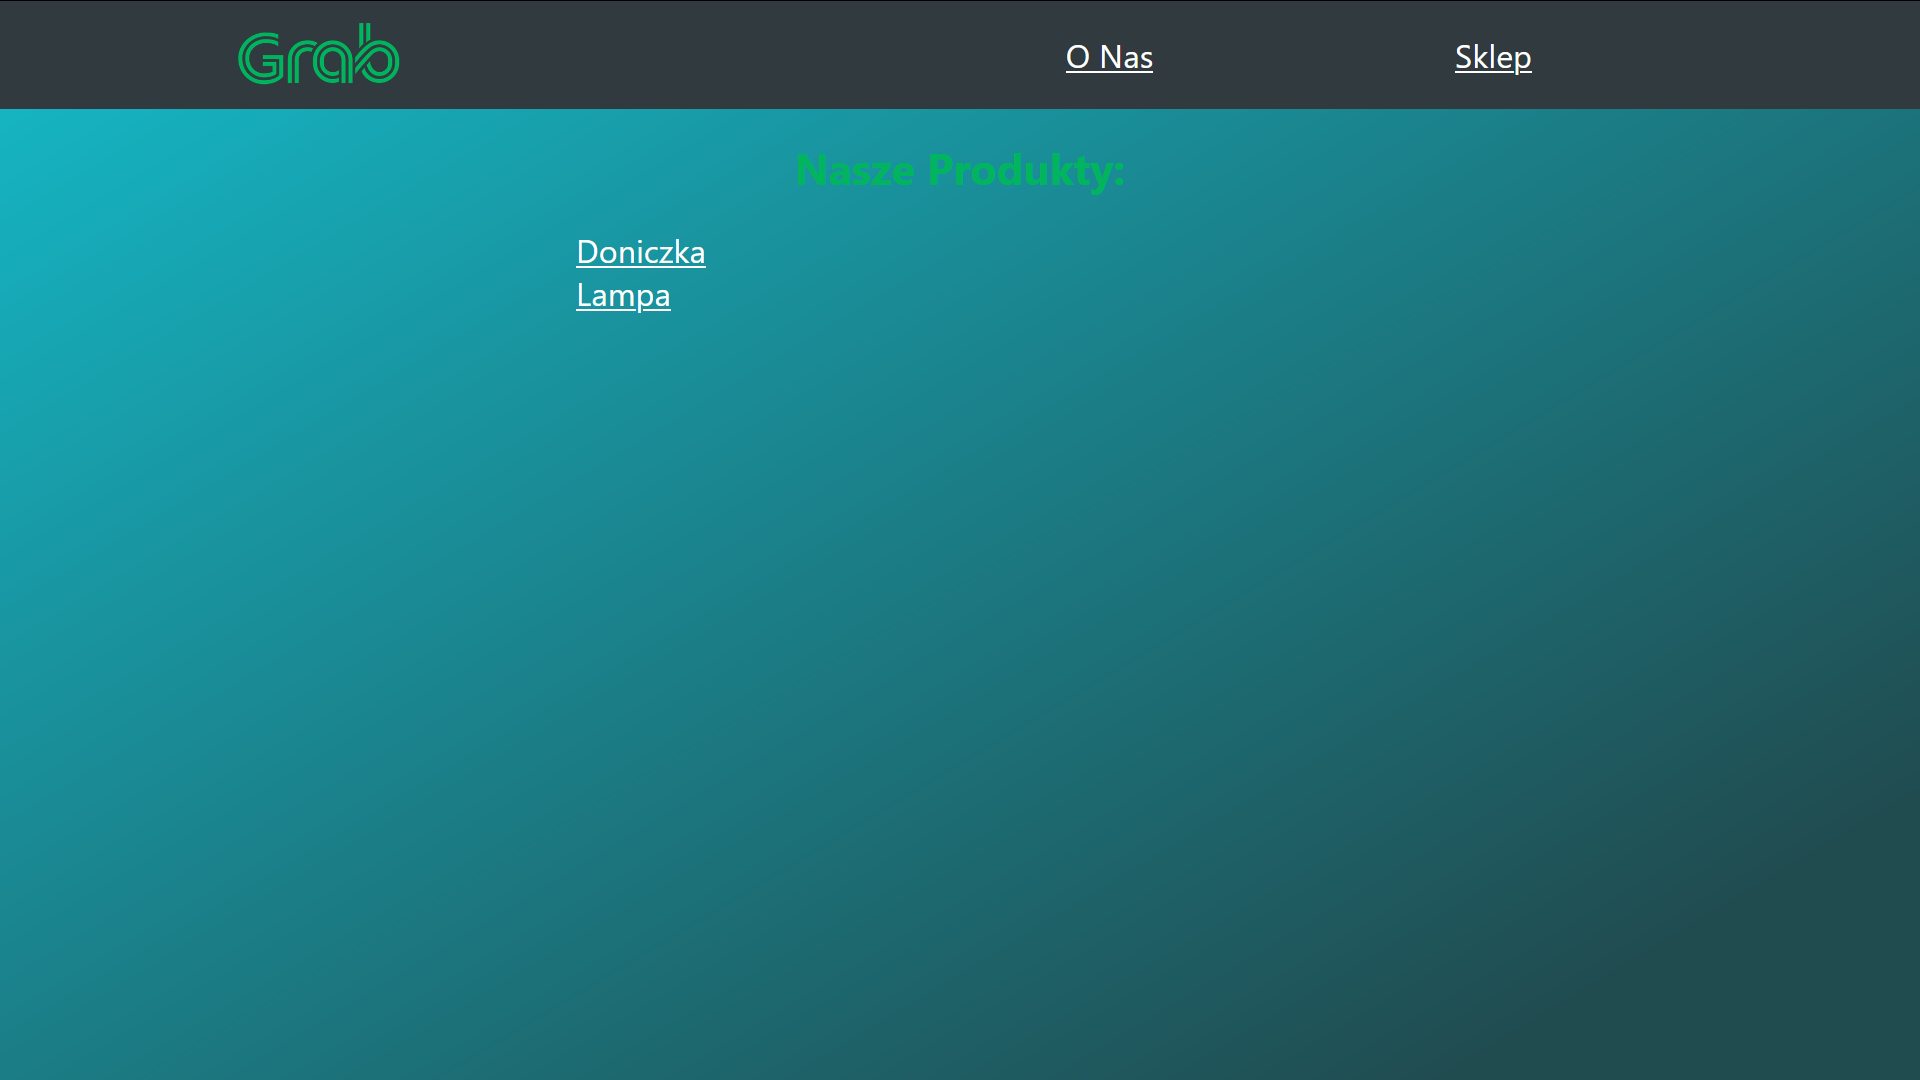 Grab
O Nas
Sklep
Nasze Produkty:
Doniczka
Lampa